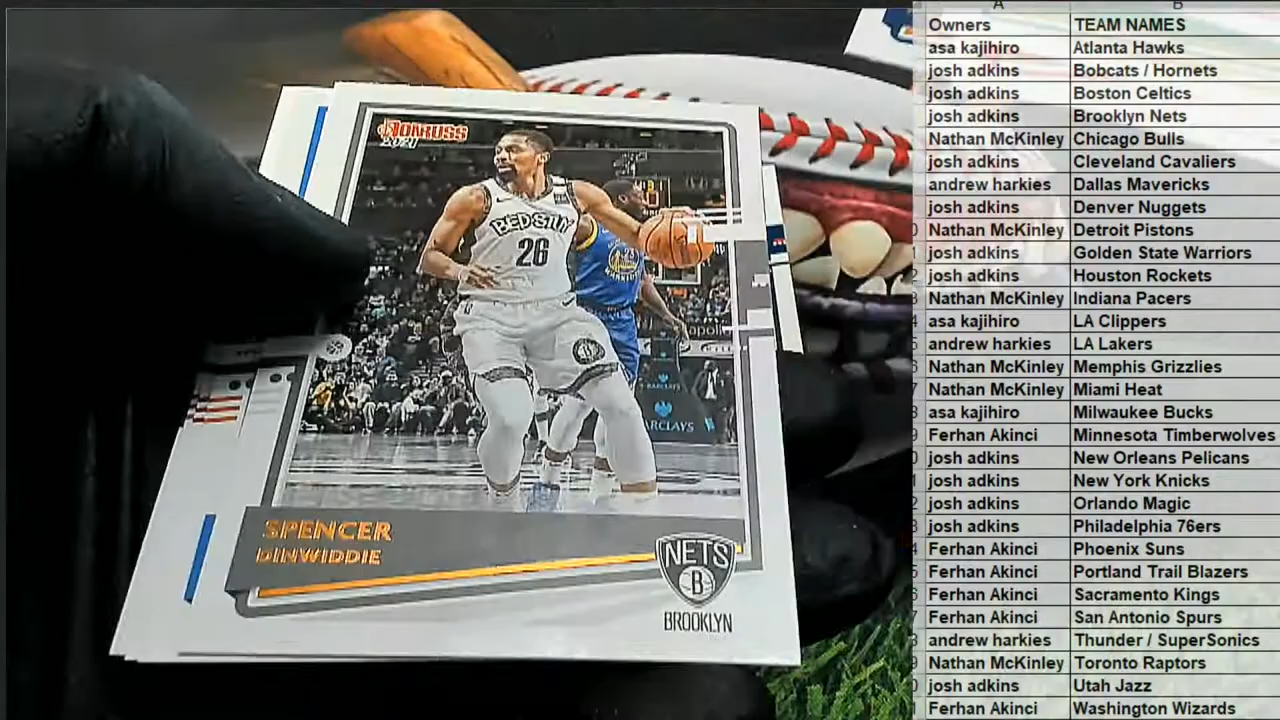 DONRUSS
2021
BED-STUY
26
WARRIORS
BARCLAYS
BARCLAYS
SPENCER
DINWIDDIE
NETS
B
BROOKLYN
A B
Owners TEAM NAMES
asa kajihiro Atlanta Hawks
josh adkins Bobcats / Hornets
josh adkins Boston Celtics
josh adkins Brooklyn Nets
Nathan McKinley Chicago Bulls
josh adkins Cleveland Cavaliers
andrew harkies Dallas Mavericks
josh adkins Denver Nuggets
Nathan McKinley Detroit Pistons
josh adkins Golden State Warriors
josh adkins Houston Rockets
Nathan McKinley Indiana Pacers
asa kajihiro LA Clippers
andrew harkies LA Lakers
Nathan McKinley Memphis Grizzlies
Nathan McKinley Miami Heat
asa kajihiro Milwaukee Bucks
Ferhan Akinci Minnesota Timberwolves
josh adkins New Orleans Pelicans
josh adkins New York Knicks
josh adkins Orlando Magic
josh adkins Philadelphia 76ers
Ferhan Akinci Phoenix Suns
Ferhan Akinci Portland Trail Blazers
Ferhan Akinci Sacramento Kings
Ferhan Akinci San Antonio Spurs
andrew harkies Thunder / SuperSonics
Nathan McKinley Toronto Raptors
josh adkins Utah Jazz
Ferhan Akinci Washington Wizards